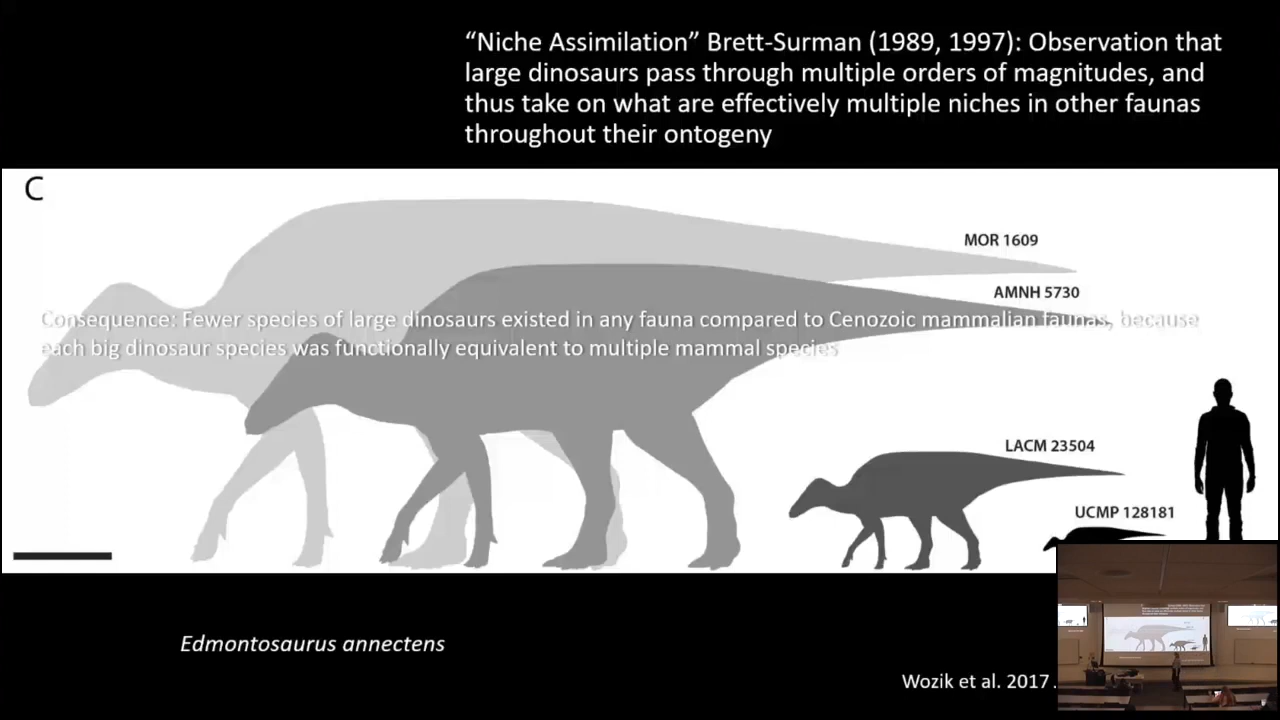 “Niche Assimilation” Brett-Surman (1989, 1997): Observation that
large dinosaurs pass through multiple orders of magnitudes, and
thus take on what are effectively multiple niches in other faunas
throughout their ontogeny
C
MOR 1609
AMNH 5730
Consequence: Fewer species of large dinosaurs existed in any fauna compared to Cenozoic mammalian faunas, because
each big dinosaur species was functionally equivalent to multiple mammal species
LACM 23504
UCMP 128181
Edmontosaurus annectens
Wozik et al. 2017.